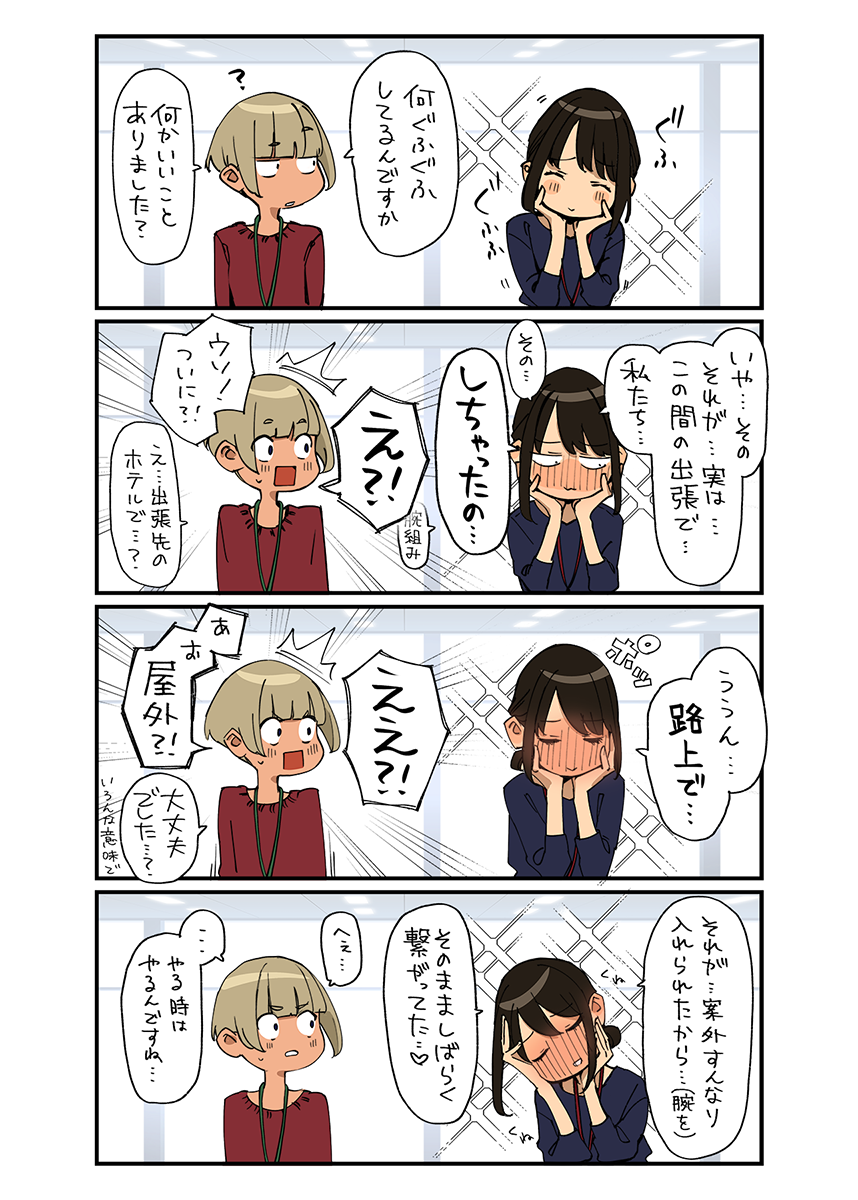 ぐふ
ぐふふ
何ぐふぐふ
してるんですか
?
何かいいこと
ありました?
いや…その
それが…実は…
この間の出張で…
私たち…
その…
しちゃったの…
腕組み
え?!
ウソ!
ついに?!
え…出張先の
ホテルで…?
ううん…
路上で…
ポッ
ええ?!
あ
お
屋外?!
大丈夫
でした…?
いろんな意味で
それが…案外すんなり
入れられたから…(腕を)
くね
くね
そのまましばらく
繋がってた…♡
へえ…
…
やる時は
やるんですね…